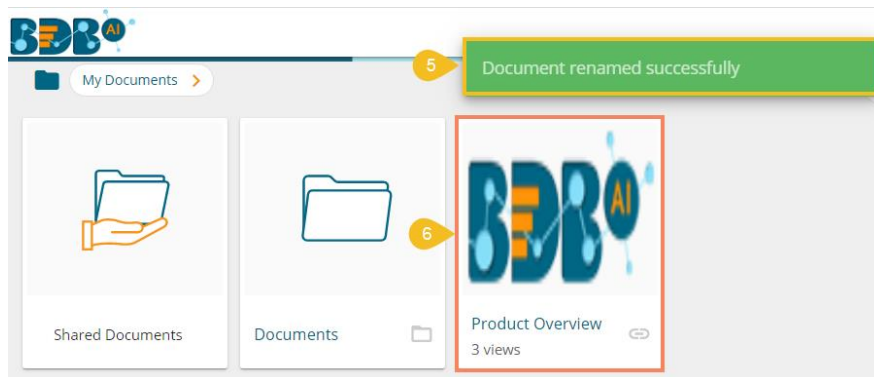 BDB AI
5
Document renamed successfully
My Documents >
BDB AI
6
Shared Documents
Documents
Product Overview
3 views